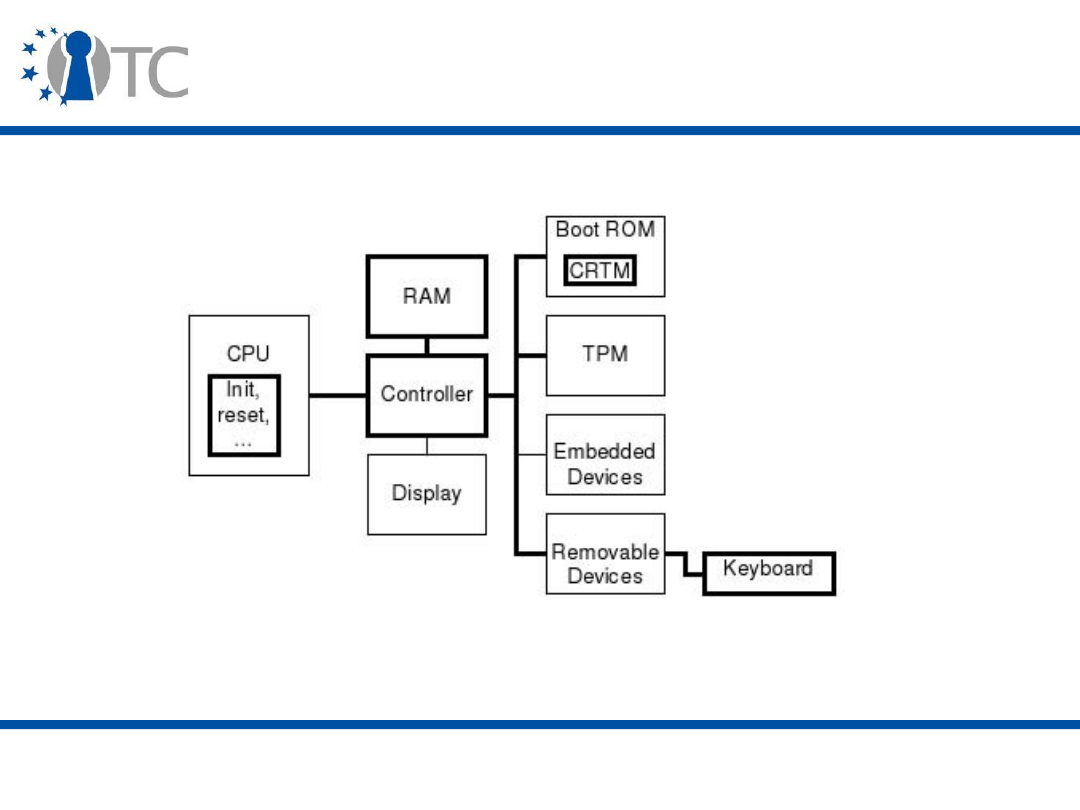 TC
Boot ROM
CRTM
RAM
CPU
Init,
reset,
...
Controller
TPM
Display
Embedded
Devices
Removable
Devices
Keyboard